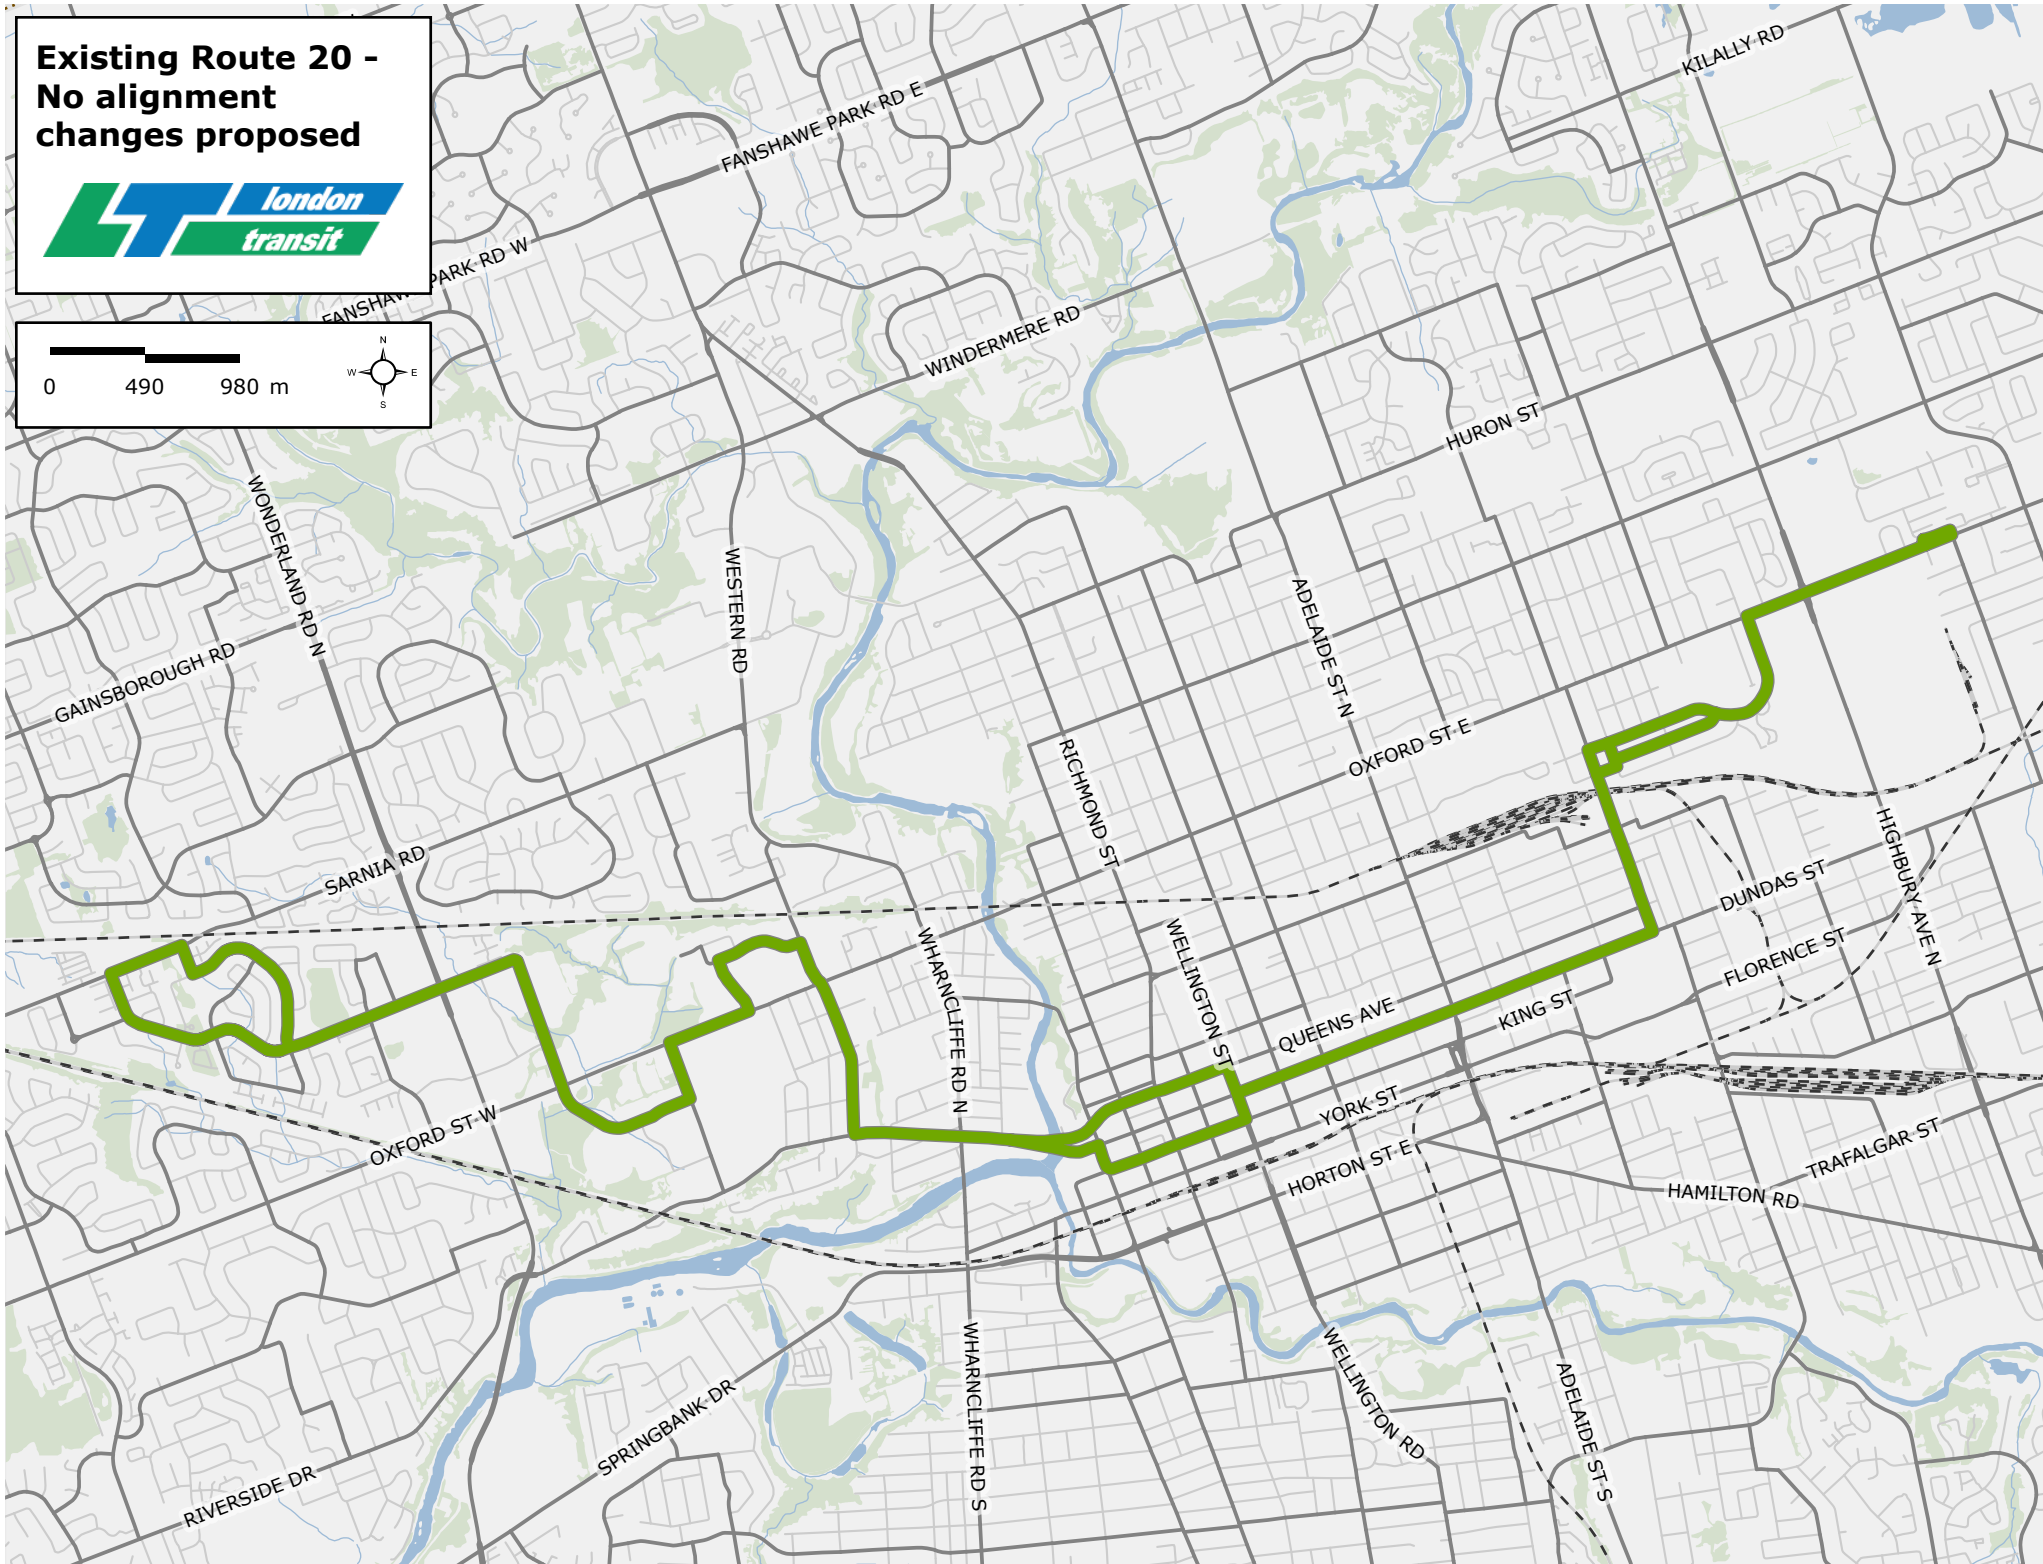 Existing Route 20 -
No alignment
changes proposed
london
transit
0 490 980 m
N
W E
S
KILALLY RD
FANSHAWE PARK RD E
PARK RD W
FANSHAW
WINDERMERE RD
HURON ST
WONDERLAND RD N
WESTERN RD
ADELAIDE ST N
GAINSBOROUGH RD
OXFORD ST E
RICHMOND ST
SARNIA RD
HIGHBURY AVE N
DUNDAS ST
WHARNCLIFFE RD N
WELLINGTON ST
FLORENCE ST
QUEENS AVE
KING ST
YORK ST
OXFORD ST W
HORTON ST E
TRAFALGAR ST
HAMILTON RD
WHARNCLIFFE RD S
WELLINGTON RD
ADELAIDE ST S
SPRINGBANK DR
RIVERSIDE DR